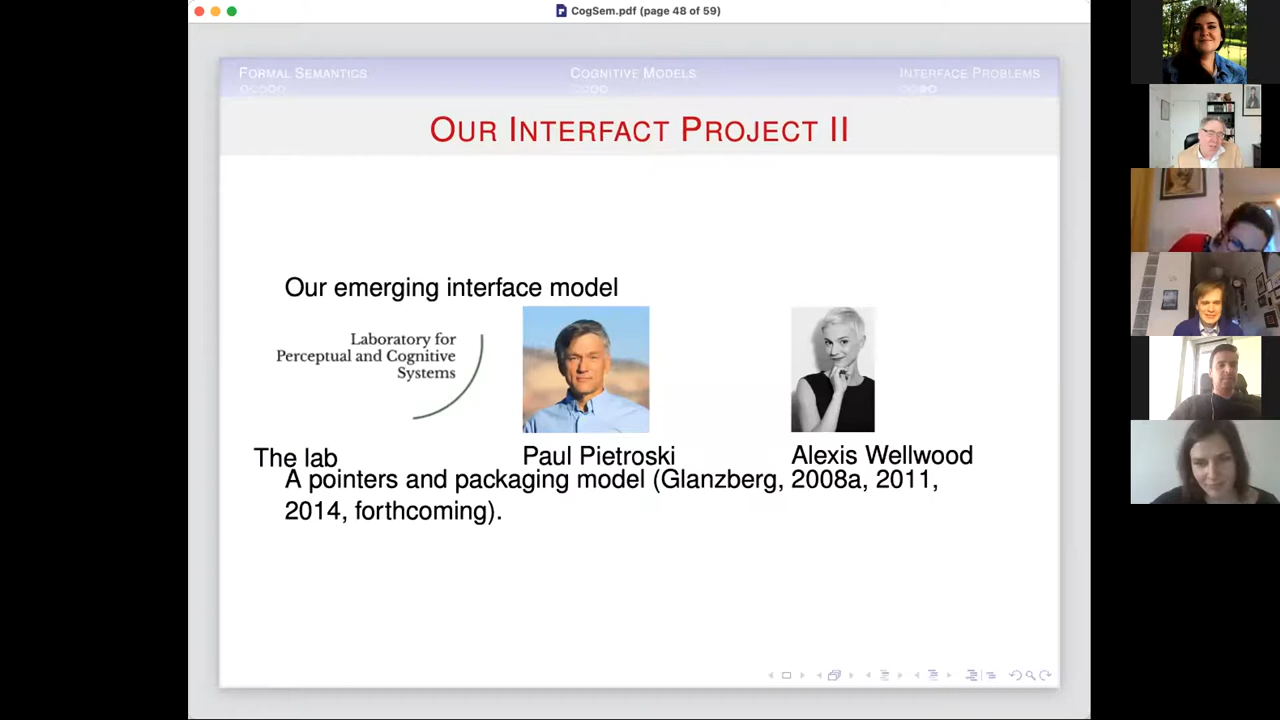 CogSem.pdf (page 48 of 59)
FORMAL SEMANTICS
COGNITIVE MODELS
INTERFACE PROBLEMS
OUR INTERFACT PROJECT II
Our emerging interface model
Laboratory for
Perceptual and Cognitive
Systems
The lab
Paul Pietroski
Alexis Wellwood
A pointers and packaging model (Glanzberg, 2008a, 2011,
2014, forthcoming).